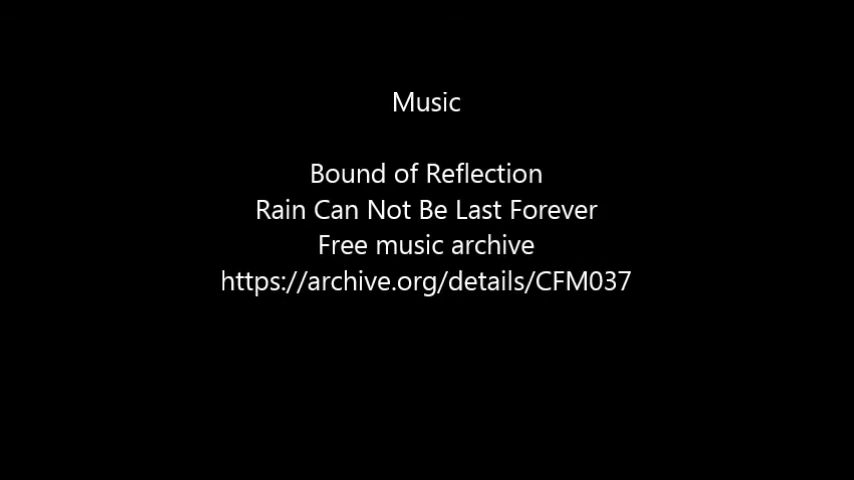 Music
Bound of Reflection
Rain Can Not Be Last Forever
Free music archive
https://archive.org/details/CFM037